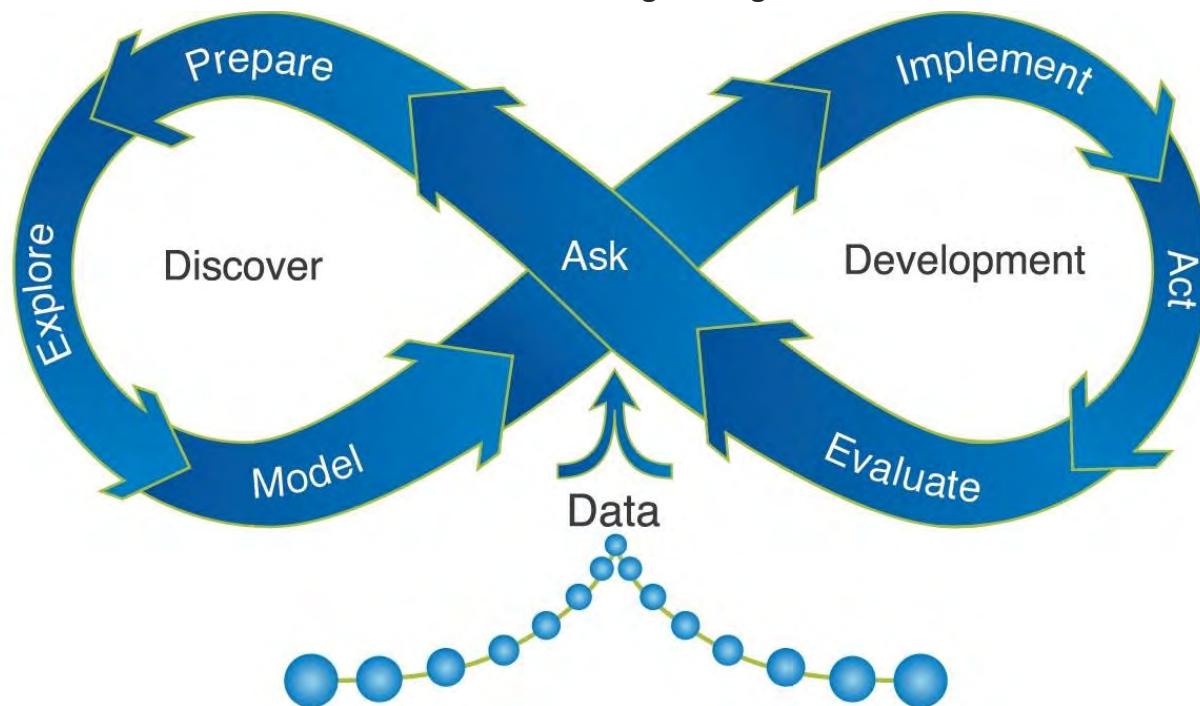 Prepare
Implement
Explore
Discover
Ask
Development
Act
Model
Evaluate
Data